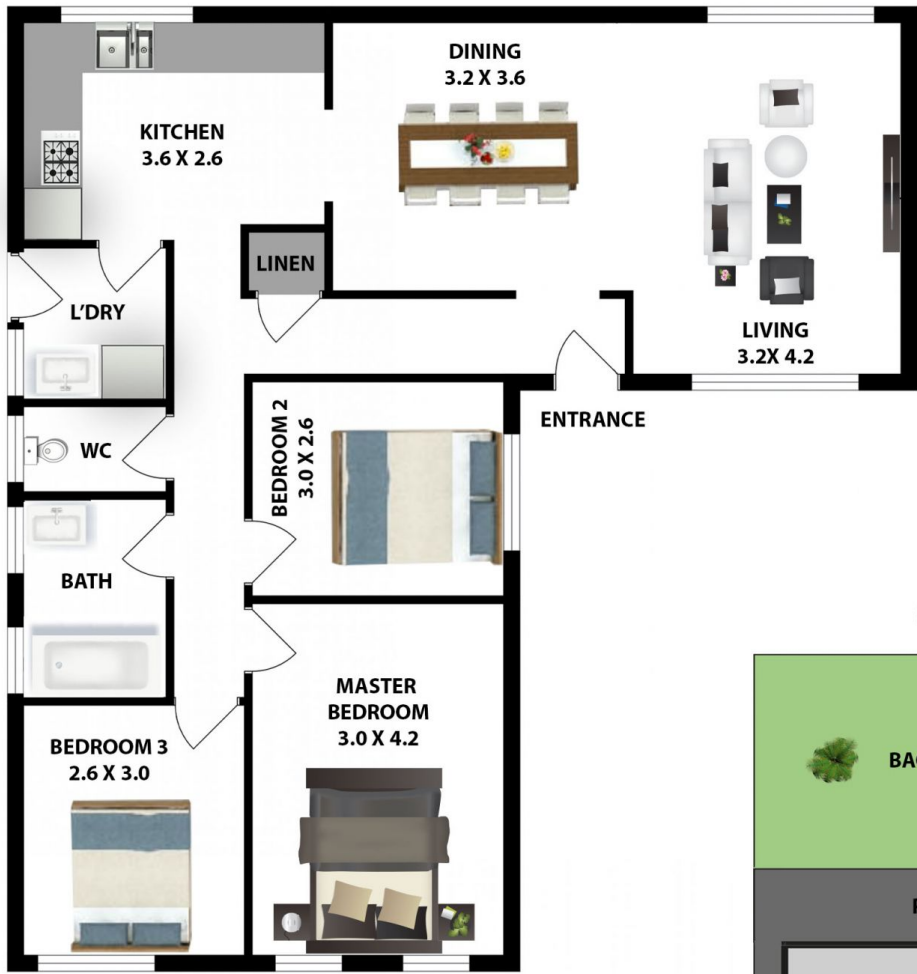 DINING
3.2 X 3.6
KITCHEN
3.6 X 2.6
LINEN
L'DRY
LIVING
3.2X 4.2
ENTRANCE
BEDROOM 2
3.0 X 2.6
WC
BATH
MASTER
BEDROOM
3.0 X 4.2
BEDROOM 3
2.6 X 3.0